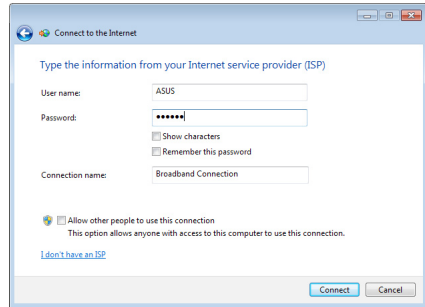 Connect to the Internet
Type the information from your Internet service provider (ISP)
User name: ASUS
Password: ••••••
Show characters
Remember this password
Connection name: Broadband Connection
Allow other people to use this connection
This option allows anyone with access to this computer to use this connection.
I don't have an ISP
Connect Cancel